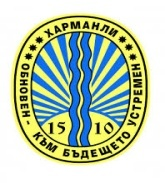 ХАРМАНЛИ
ОБНОВЕН - КЪМ БЪДЕЩЕТО УСТРЕМЕН
15 10